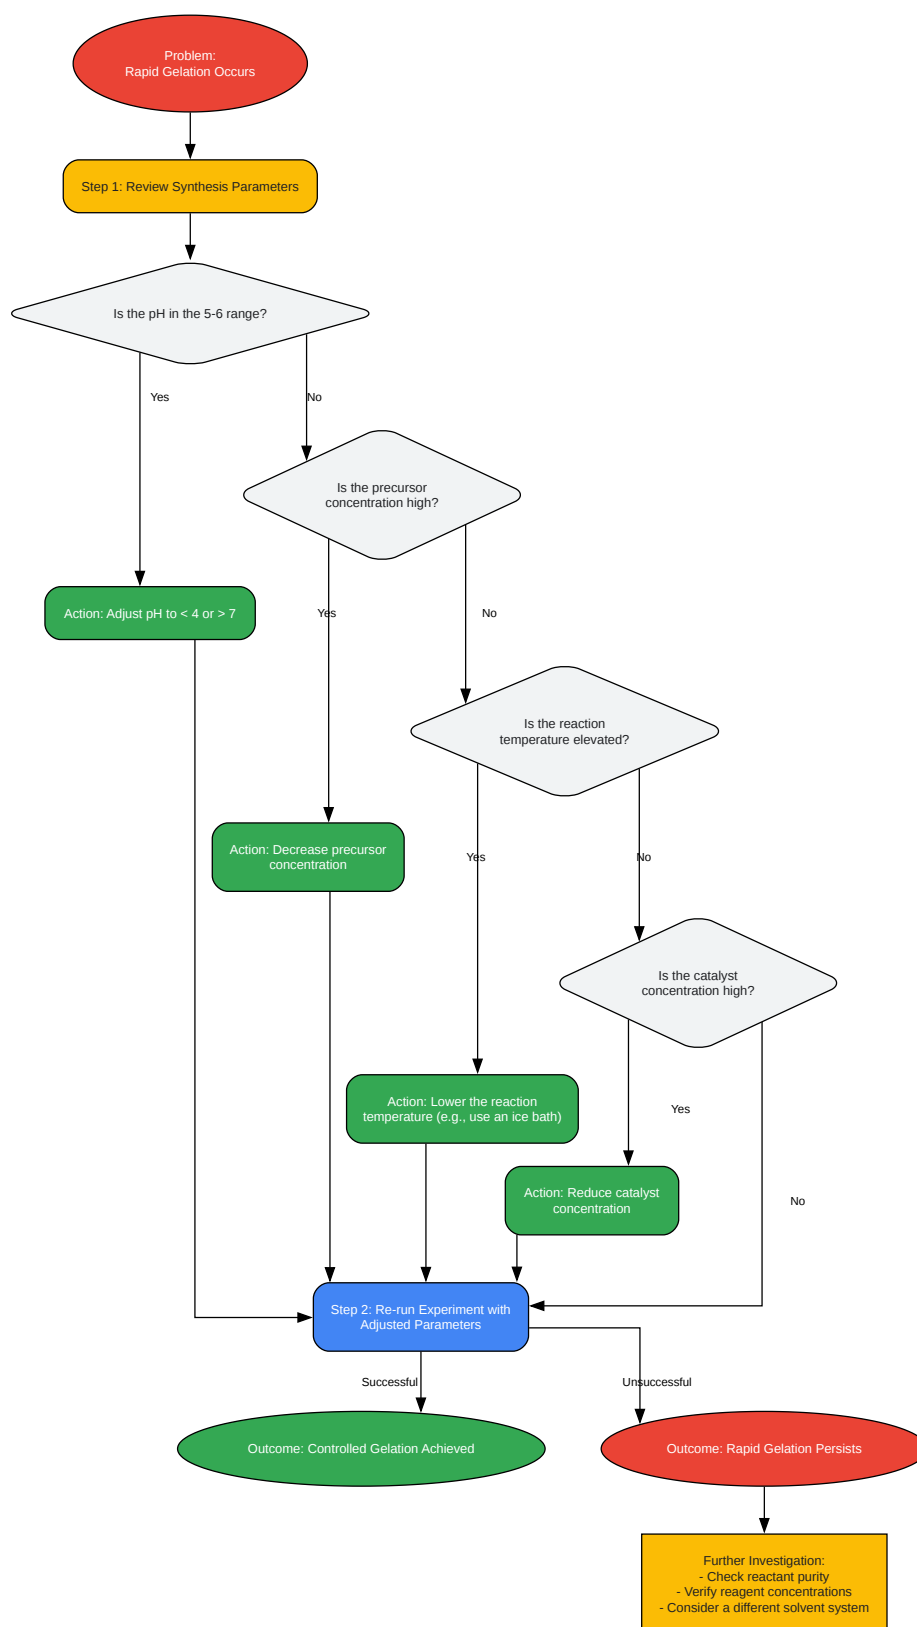 Problem:
Rapid Gelation Occurs
Step 1: Review Synthesis Parameters
Is the pH in the 5-6 range?
Yes
No
Is the precursor
concentration high?
Action: Adjust pH to < 4 or > 7
Yes
No
Is the reaction
temperature elevated?
Action: Decrease precursor
concentration
Yes
No
Is the catalyst
concentration high?
Action: Lower the reaction
temperature (e.g., use an ice bath)
Yes
Action: Reduce catalyst
concentration
No
Step 2: Re-run Experiment with
Adjusted Parameters
Successful
Unsuccessful
Outcome: Controlled Gelation Achieved
Outcome: Rapid Gelation Persists
Further Investigation:
- Check reactant purity
- Verify reagent concentrations
- Consider a different solvent system